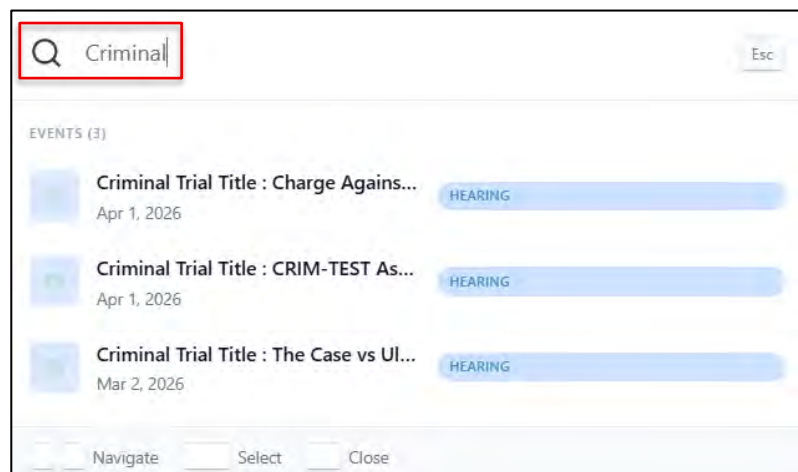 Criminal
Esc
EVENTS (3)
Criminal Trial Title : Charge Agains...
Apr 1, 2026
HEARING
Criminal Trial Title : CRIM-TEST As...
Apr 1, 2026
HEARING
Criminal Trial Title : The Case vs Ul...
Mar 2, 2026
HEARING
Navigate Select Close